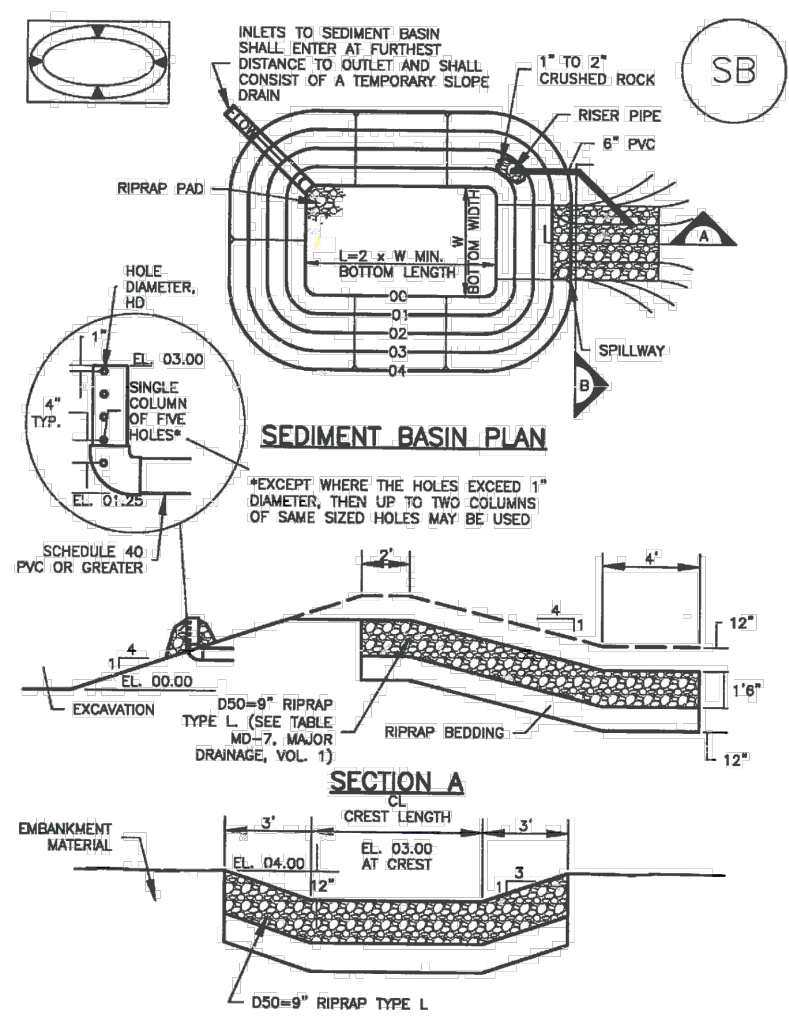 INLETS TO SEDIMENT BASIN
SHALL ENTER AT FURTHEST
DISTANCE TO OUTLET AND SHALL
CONSIST OF A TEMPORARY SLOPE
DRAIN
1" TO 2"
CRUSHED ROCK
SB
RISER PIPE
6" PVC
FLOW
RIPRAP PAD
A
L=2 x W MIN.
BOTTOM LENGTH
W
BOTTOM WIDTH
00
01
02
03
04
SPILLWAY
B
HOLE
DIAMETER,
HD
1"
EL. 03.00
4"
TYP.
SINGLE
COLUMN
OF FIVE
HOLES*
EL. 01.25
SEDIMENT BASIN PLAN
*EXCEPT WHERE THE HOLES EXCEED 1"
DIAMETER, THEN UP TO TWO COLUMNS
OF SAME SIZED HOLES MAY BE USED
SCHEDULE 40
PVC OR GREATER
2'
4'
4
1
12"
4
1
EL. 00.00
1'6"
EXCAVATION
D50=9" RIPRAP
TYPE L. (SEE TABLE
MD-7, MAJOR
DRAINAGE, VOL. 1)
RIPRAP BEDDING
12"
SECTION A
CL
CREST LENGTH
3'
3'
EMBANKMENT
MATERIAL
EL. 04.00
EL. 03.00
AT CREST
12"
3
1
D50=9" RIPRAP TYPE L